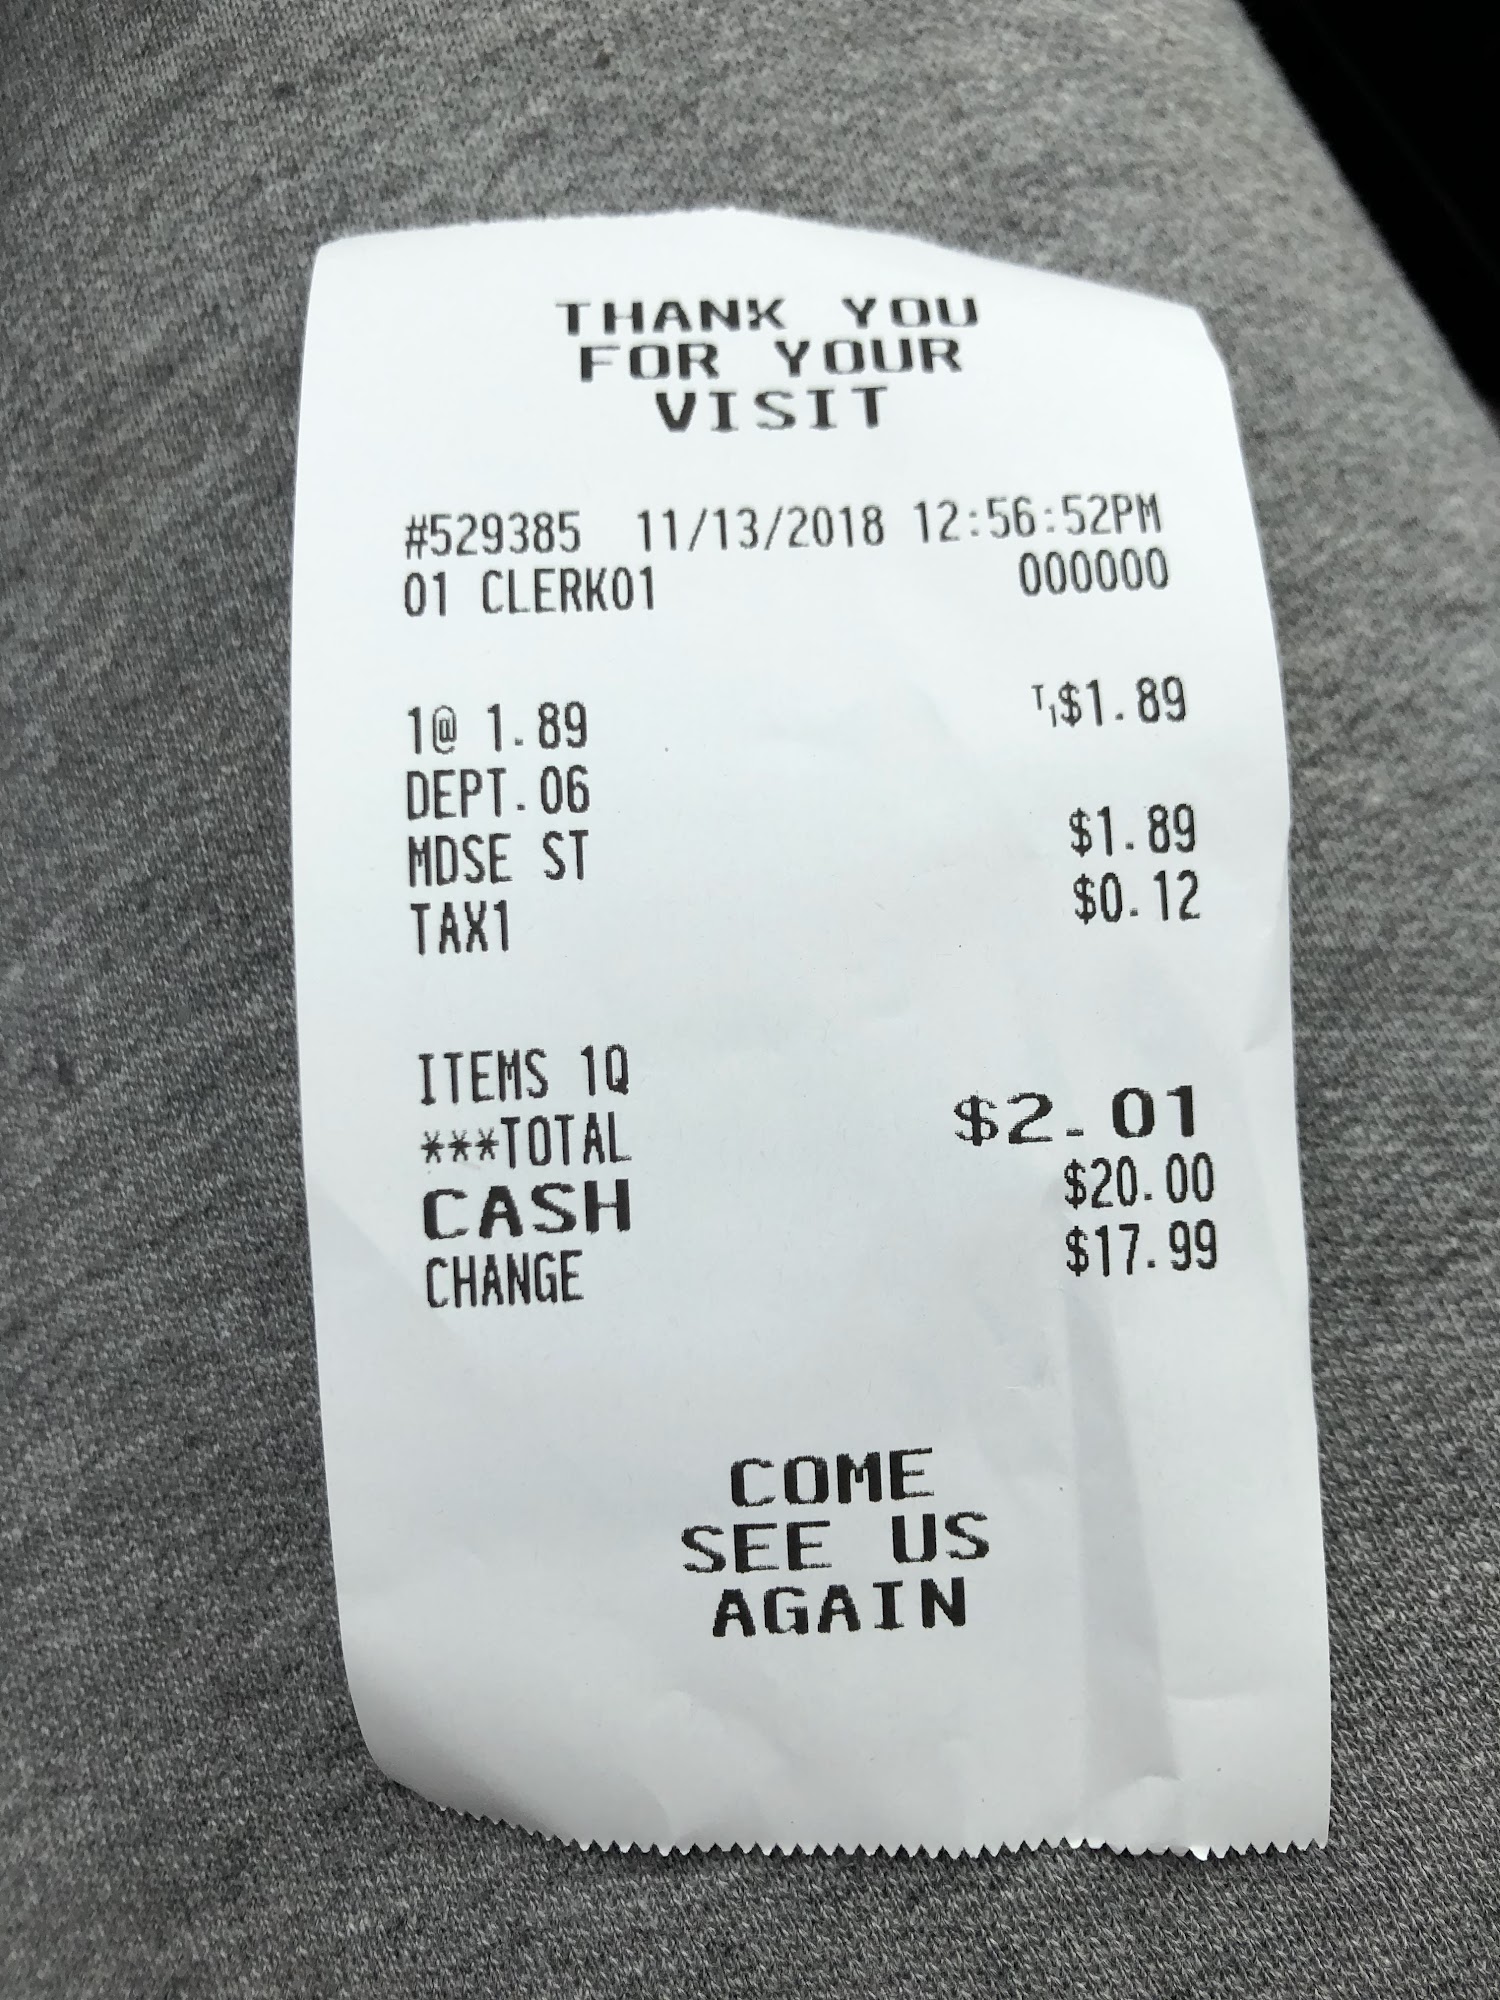 THANK YOU
FOR YOUR
VISIT
#529385 11/13/2018 12:56:52PM
01 CLERK01 000000
1@ 1.89 T1$1.89
DEPT.06
MDSE ST $1.89
TAX1 $0.12
ITEMS 1Q
***TOTAL $2.01
CASH $20.00
CHANGE $17.99
COME
SEE US
AGAIN